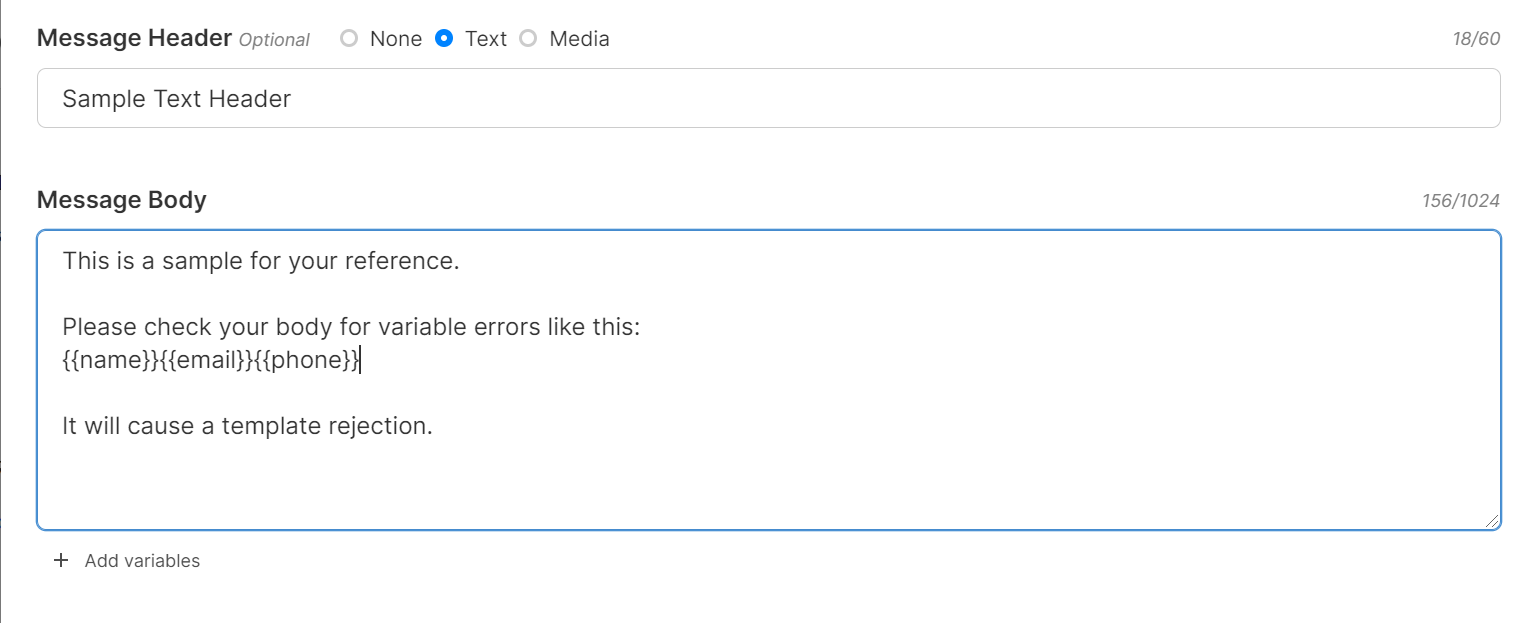 Message Header Optional None Text Media 18/60
Sample Text Header
Message Body 156/1024
This is a sample for your reference.
Please check your body for variable errors like this:
{{name}}{{email}}{{phone}}
It will cause a template rejection.
+ Add variables